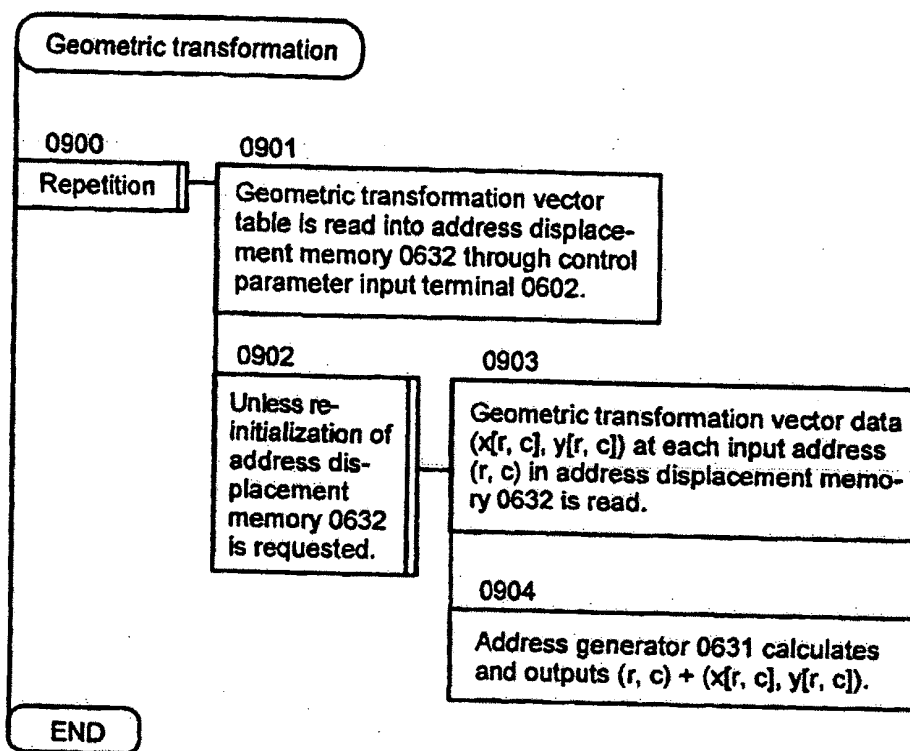 Geometric transformation
0900
Repetition
0901
Geometric transformation vector
table is read into address displace-
ment memory 0632 through control
parameter input terminal 0602.
0902
Unless re-
initialization of
address dis-
placement
memory 0632
is requested.
0903
Geometric transformation vector data
(x[r, c], y[r, c]) at each input address
(r, c) in address displacement memo-
ry 0632 is read.
0904
Address generator 0631 calculates
and outputs (r, c) + (x[r, c], y[r, c]).
END